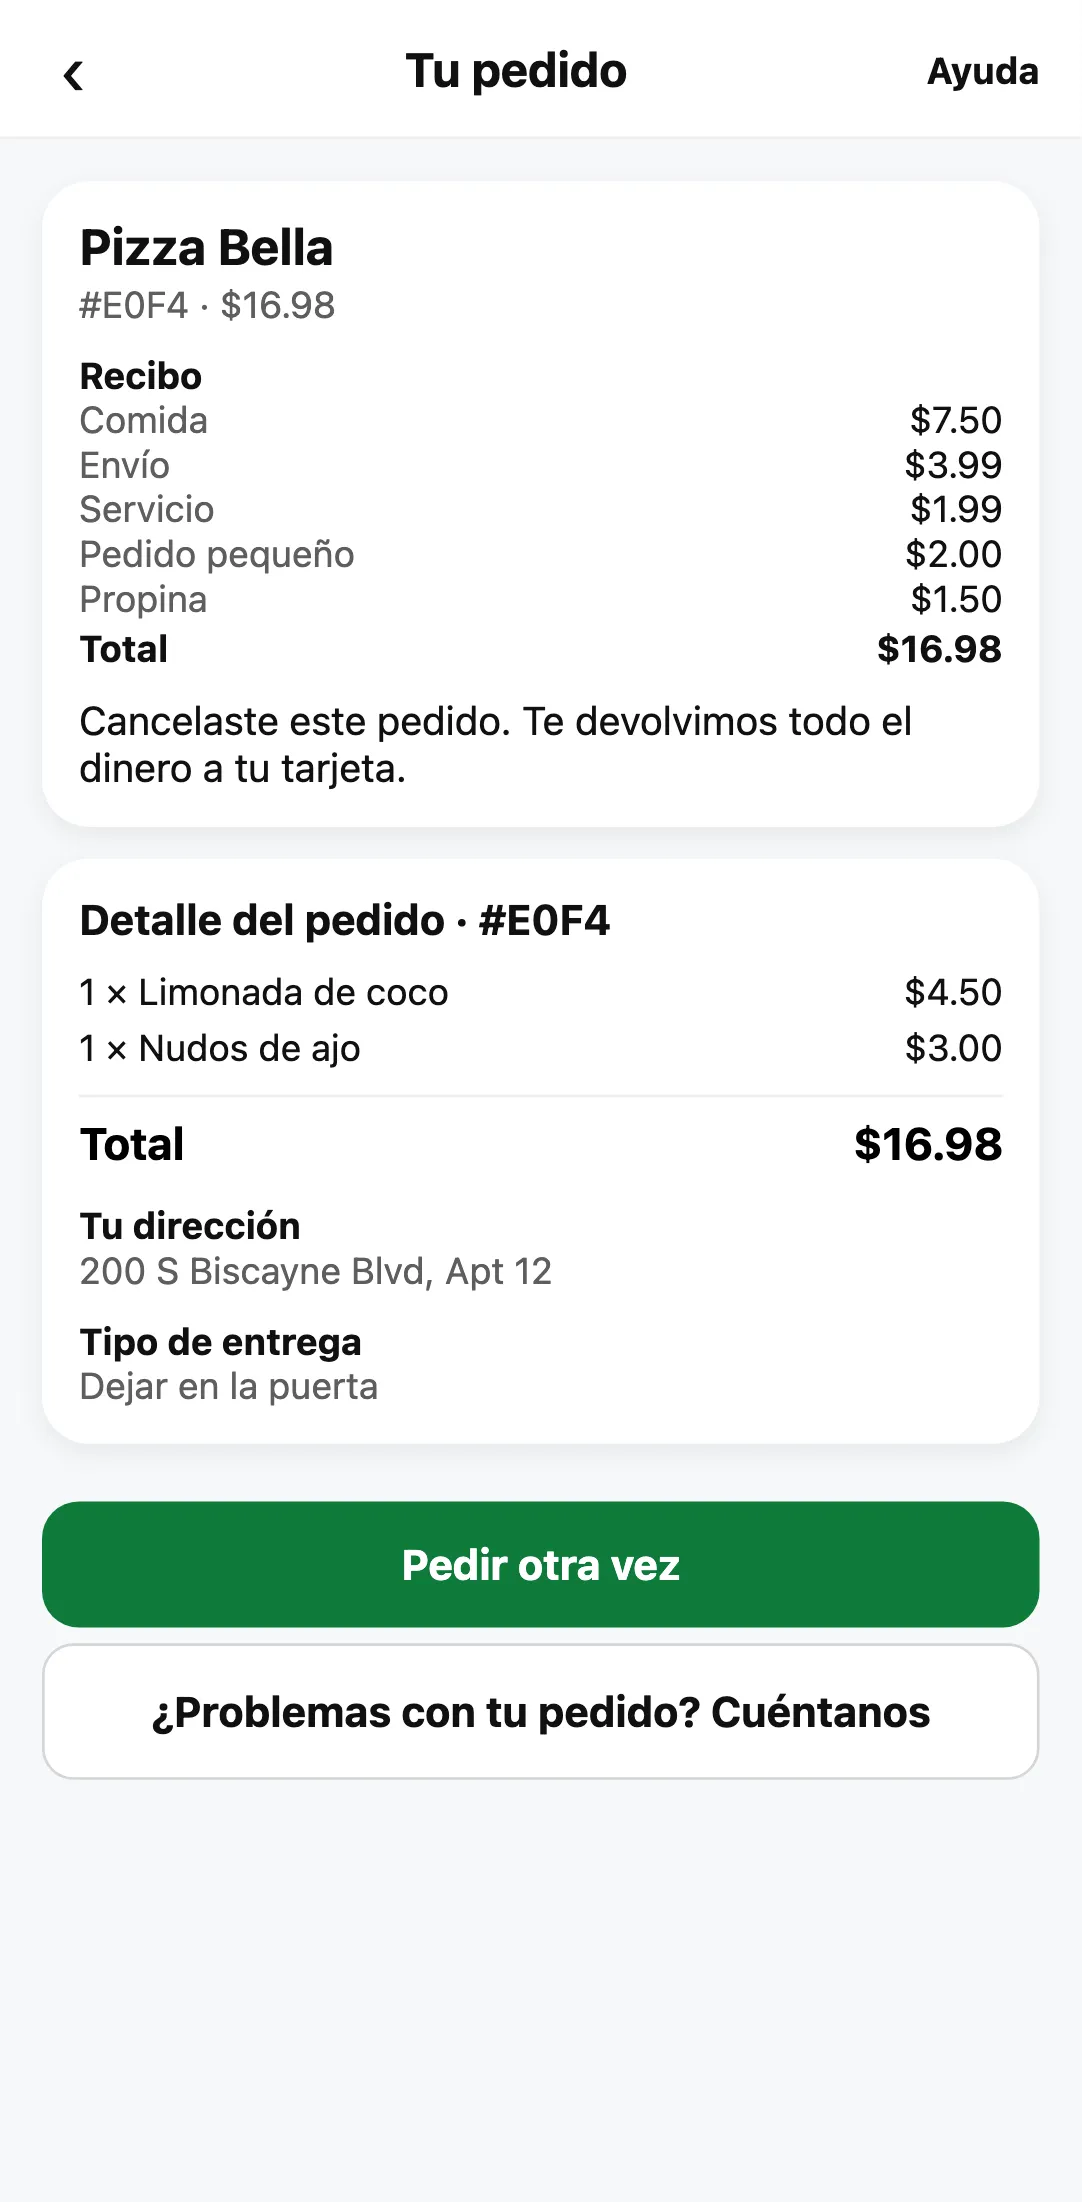 ‹ Tu pedido Ayuda
Pizza Bella
#E0F4 · $16.98
Recibo
Comida $7.50
Envío $3.99
Servicio $1.99
Pedido pequeño $2.00
Propina $1.50
Total $16.98
Cancelaste este pedido. Te devolvimos todo el
dinero a tu tarjeta.
Detalle del pedido · #E0F4
1 × Limonada de coco $4.50
1 × Nudos de ajo $3.00
Total $16.98
Tu dirección
200 S Biscayne Blvd, Apt 12
Tipo de entrega
Dejar en la puerta
Pedir otra vez
¿Problemas con tu pedido? Cuéntanos